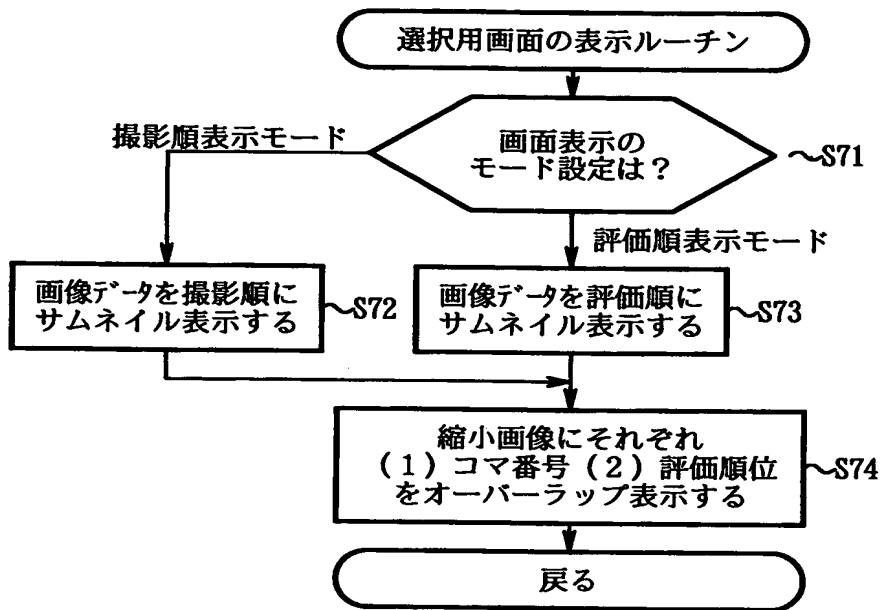 選択用画面の表示ルーチン
撮影順表示モード
画面表示の
モード設定は？
S71
評価順表示モード
画像データを撮影順に
サムネイル表示する
S72
画像データを評価順に
サムネイル表示する
S73
縮小画像にそれぞれ
（１）コマ番号（２）評価順位
をオーバーラップ表示する
S74
戻る